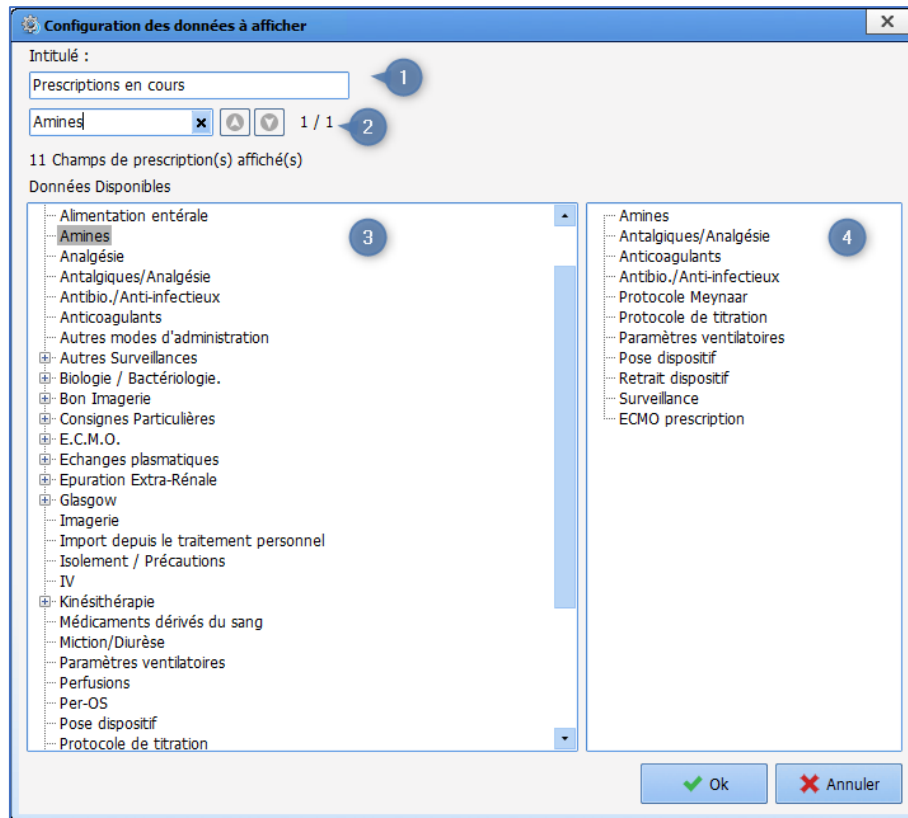 Configuration des données à afficher
Intitulé :
Prescriptions en cours
1
Amines
1 / 1
2
11 Champs de prescription(s) affiché(s)
Données Disponibles
Alimentation entérale
Amines
Analgésie
Antalgiques/Analgésie
Antibio./Anti-infectieux
Anticoagulants
Autres modes d'administration
Autres Surveillances
Biologie / Bactériologie.
Bon Imagerie
Consignes Particulières
E.C.M.O.
Echanges plasmatiques
Epuration Extra-Rénale
Glasgow
Imagerie
Import depuis le traitement personnel
Isolement / Précautions
IV
Kinésithérapie
Médicaments dérivés du sang
Miction/Diurèse
Paramètres ventilatoires
Perfusions
Per-OS
Pose dispositif
Protocole de titration
3
Amines
Antalgiques/Analgésie
Anticoagulants
Antibio./Anti-infectieux
Protocole Meynaar
Protocole de titration
Paramètres ventilatoires
Pose dispositif
Retrait dispositif
Surveillance
ECMO prescription
4
Ok
Annuler